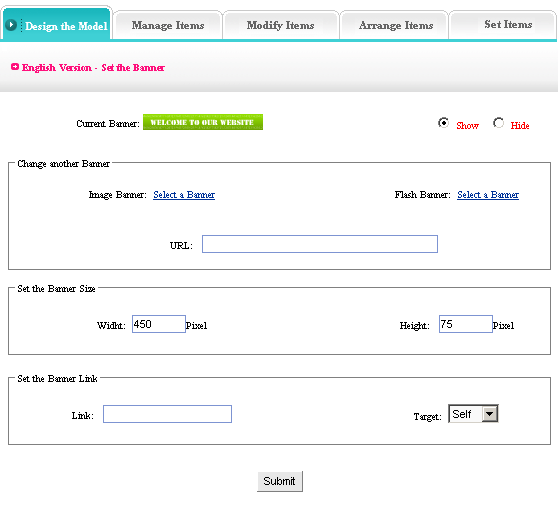 Design the Model Manage Items Modify Items Arrange Items Set Items
English Version - Set the Banner
Current Banner: WELCOME TO OUR WEBSITE Show Hide
Change another Banner
Image Banner: Select a Banner Flash Banner: Select a Banner
URL:
Set the Banner Size
Widht: 450 Pixel Height: 75 Pixel
Set the Banner Link
Link: Target: Self
Submit